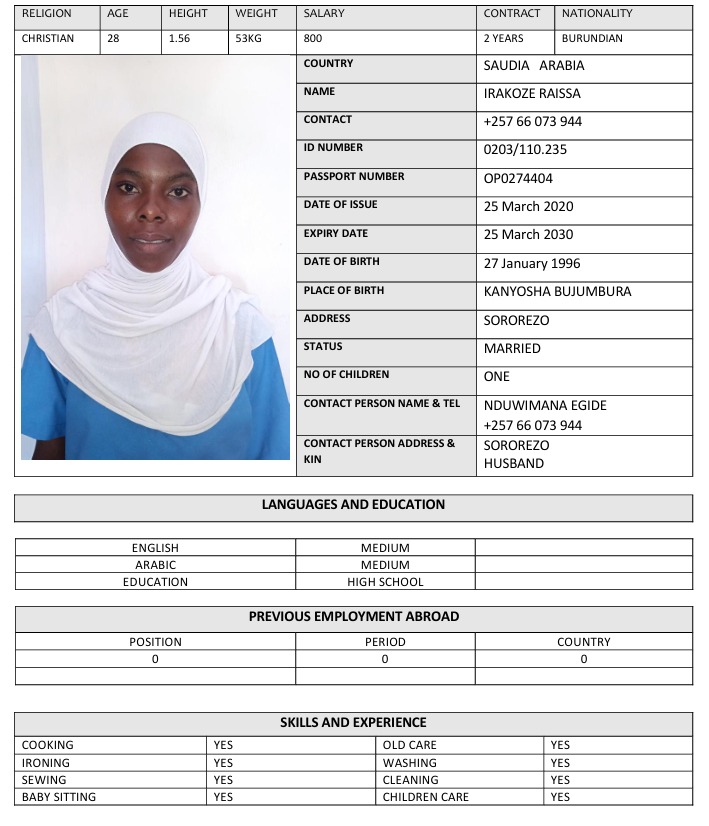 RELIGION AGE HEIGHT WEIGHT SALARY CONTRACT NATIONALITY
CHRISTIAN 28 1.56 53KG 800 2 YEARS BURUNDIAN
COUNTRY SAUDIA ARABIA
NAME IRAKOZE RAISSA
CONTACT +257 66 073 944
ID NUMBER 0203/110.235
PASSPORT NUMBER OP0274404
DATE OF ISSUE 25 March 2020
EXPIRY DATE 25 March 2030
DATE OF BIRTH 27 January 1996
PLACE OF BIRTH KANYOSHA BUJUMBURA
ADDRESS SOROREZO
STATUS MARRIED
NO OF CHILDREN ONE
CONTACT PERSON NAME & TEL NDUWIMANA EGIDE
+257 66 073 944
CONTACT PERSON ADDRESS & SOROREZO
KIN HUSBAND
LANGUAGES AND EDUCATION
ENGLISH MEDIUM
ARABIC MEDIUM
EDUCATION HIGH SCHOOL
PREVIOUS EMPLOYMENT ABROAD
POSITION PERIOD COUNTRY
0 0 0
SKILLS AND EXPERIENCE
COOKING YES OLD CARE YES
IRONING YES WASHING YES
SEWING YES CLEANING YES
BABY SITTING YES CHILDREN CARE YES